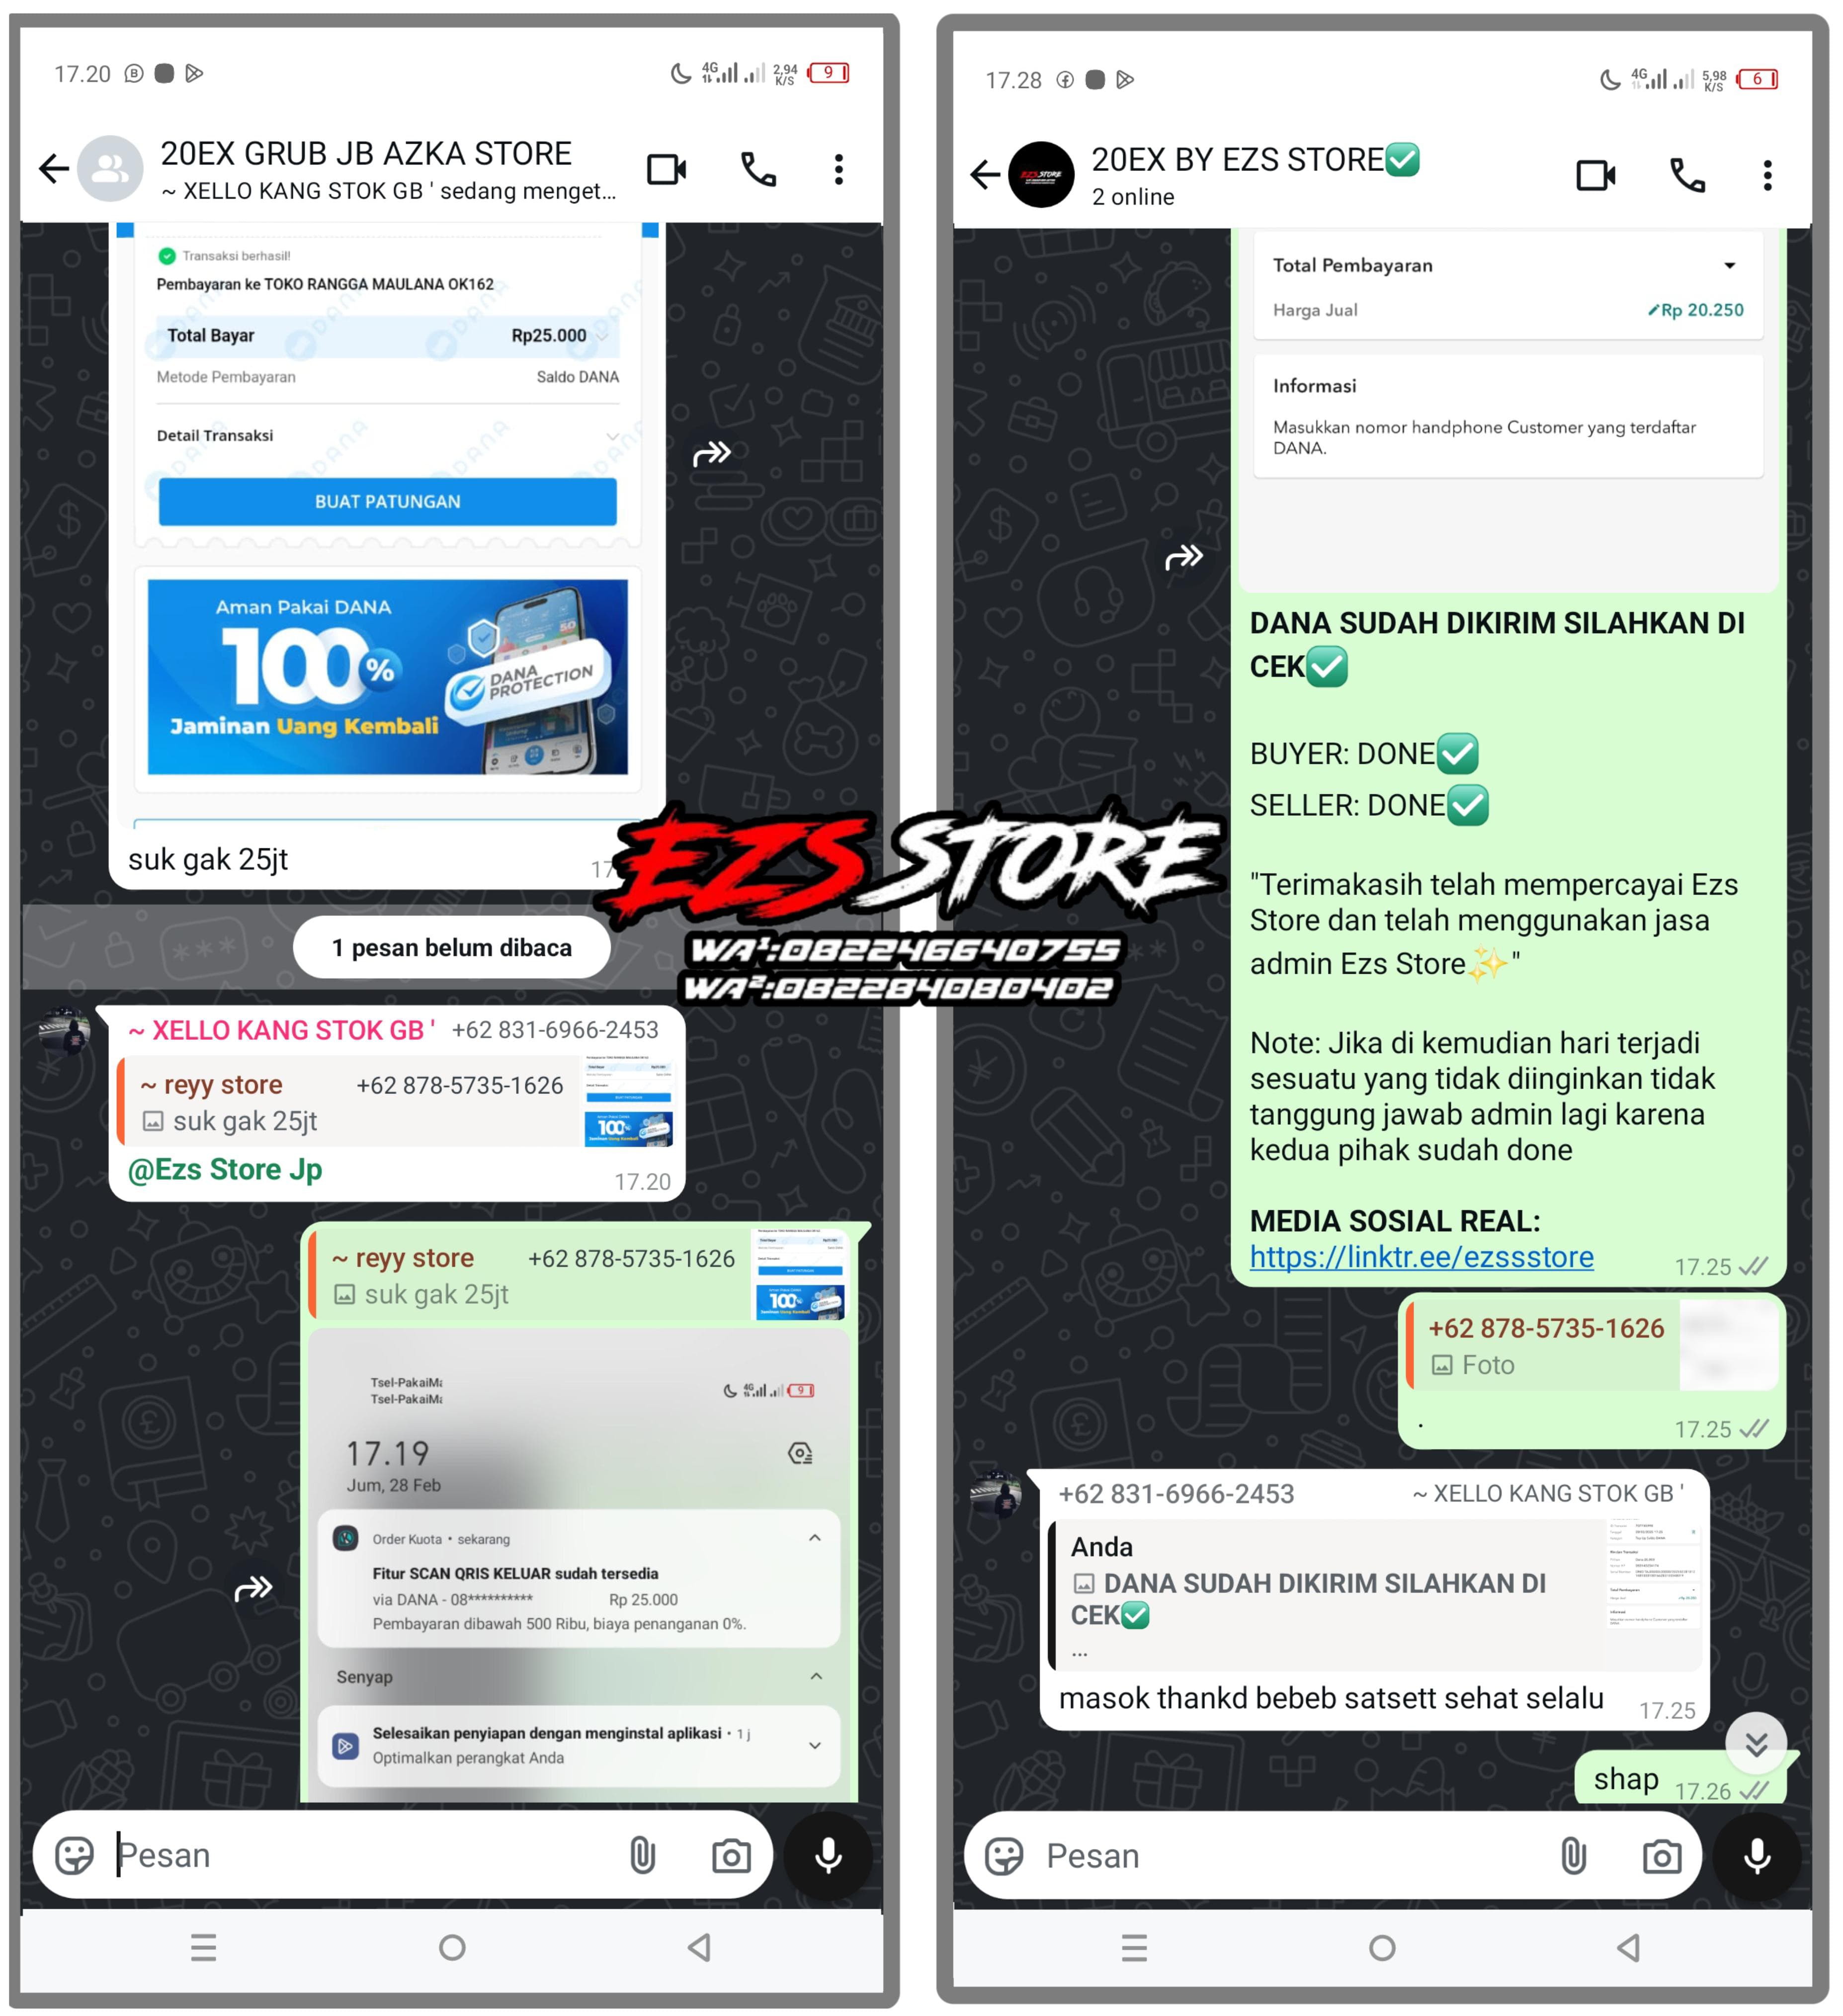 17.20
4G
2,94
K/S
9
20EX GRUB JB AZKA STORE
~ XELLO KANG STOK GB ' sedang menget...
Transaksi berhasil!
Pembayaran ke TOKO RANGGA MAULANA OK162
Total Bayar Rp25.000
Metode Pembayaran Saldo DANA
Detail Transaksi
BUAT PATUNGAN
Aman Pakai DANA
100%
Jaminan Uang Kembali
DANA
PROTECTION
suk gak 25jt
17
1 pesan belum dibaca
~ XELLO KANG STOK GB ' +62 831-6966-2453
~ reyy store +62 878-5735-1626
suk gak 25jt
@Ezs Store Jp
17.20
~ reyy store +62 878-5735-1626
suk gak 25jt
Tsel-PakaiMa
Tsel-PakaiMa
4G
9
17.19
Jum, 28 Feb
Order Kuota • sekarang
Fitur SCAN QRIS KELUAR sudah tersedia
via DANA - 08********** Rp 25.000
Pembayaran dibawah 500 Ribu, biaya penanganan 0%.
Senyap
Selesaikan penyiapan dengan menginstal aplikasi • 1 j
Optimalkan perangkat Anda
Pesan
EZS STORE
WA¹:082246640755
WA²:082284080402
17.28
4G
5,98
K/S
6
20EX BY EZS STORE✅
2 online
Total Pembayaran
Harga Jual Rp 20.250
Informasi
Masukkan nomor handphone Customer yang terdaftar
DANA.
DANA SUDAH DIKIRIM SILAHKAN DI
CEK✅
BUYER: DONE✅
SELLER: DONE✅
"Terimakasih telah mempercayai Ezs
Store dan telah menggunakan jasa
admin Ezs Store✨"
Note: Jika di kemudian hari terjadi
sesuatu yang tidak diinginkan tidak
tanggung jawab admin lagi karena
kedua pihak sudah done
MEDIA SOSIAL REAL:
https://linktr.ee/ezssstore
17.25
+62 878-5735-1626
Foto
.
17.25
+62 831-6966-2453 ~ XELLO KANG STOK GB '
Anda
DANA SUDAH DIKIRIM SILAHKAN DI
CEK✅
...
masok thankd bebeb satsett sehat selalu
17.25
shap
17.26
Pesan